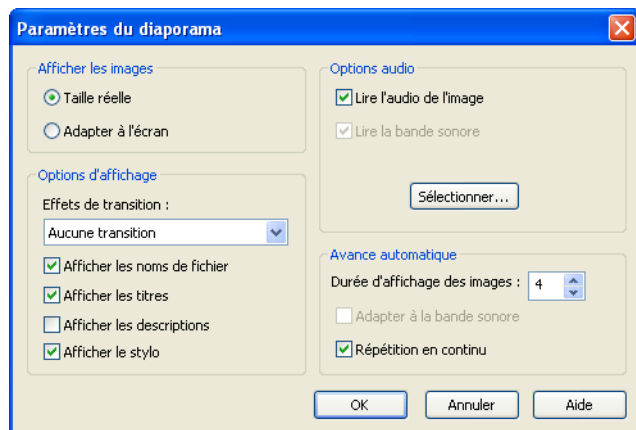 Paramètres du diaporama
Afficher les images
Taille réelle
Adapter à l'écran
Options d'affichage
Effets de transition :
Aucune transition
Afficher les noms de fichier
Afficher les titres
Afficher les descriptions
Afficher le stylo
Options audio
Lire l'audio de l'image
Lire la bande sonore
Sélectionner...
Avance automatique
Durée d'affichage des images : 4
Adapter à la bande sonore
Répétition en continu
OK Annuler Aide